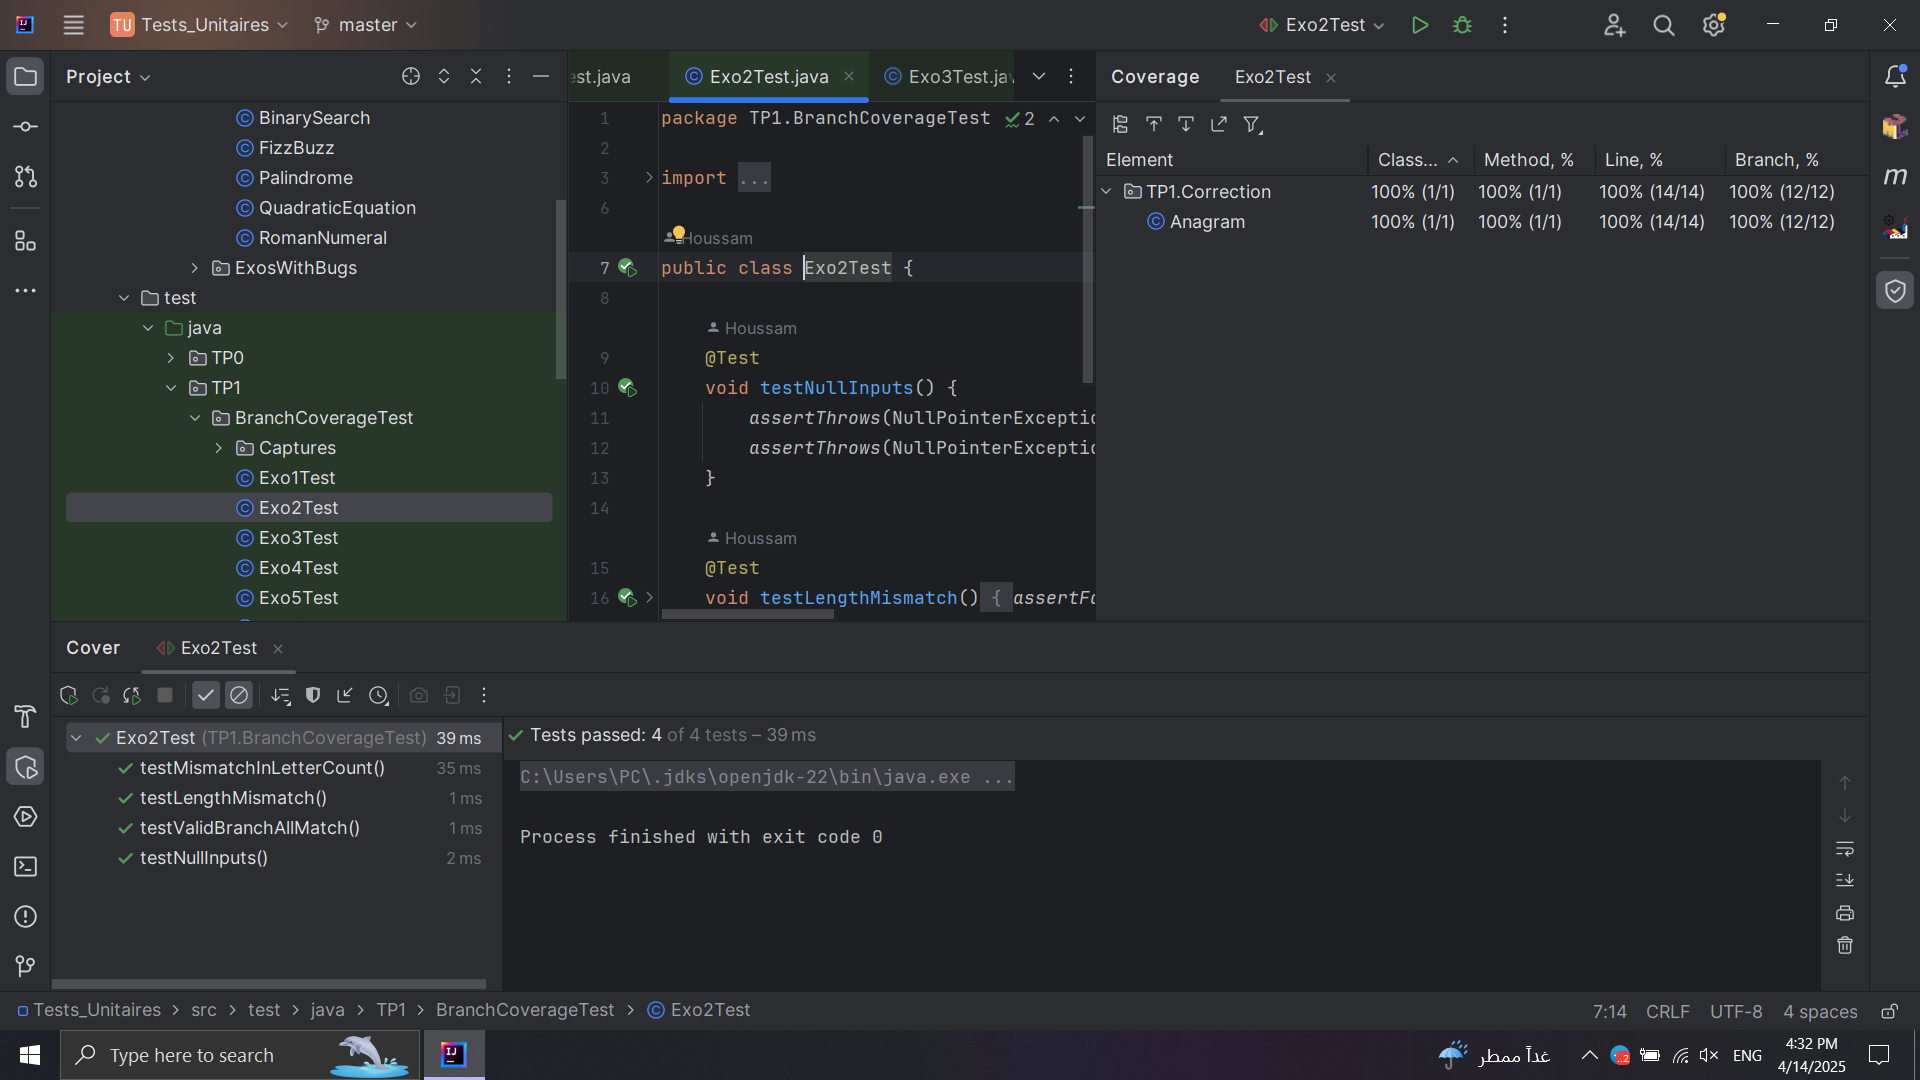 TU Tests_Unitaires master Exo2Test
Project
BinarySearch
FizzBuzz
Palindrome
QuadraticEquation
RomanNumeral
ExosWithBugs
test
java
TP0
TP1
BranchCoverageTest
Captures
Exo1Test
Exo2Test
Exo3Test
Exo4Test
Exo5Test
est.java Exo2Test.java Exo3Test.jav
1 package TP1.BranchCoverageTest 2
2
3 import ...
6
Houssam
7 public class Exo2Test {
8
Houssam
9 @Test
10 void testNullInputs() {
11 assertThrows(NullPointerExceptio
12 assertThrows(NullPointerExceptio
13 }
14
Houssam
15 @Test
16 void testLengthMismatch() { assertFa
Coverage Exo2Test
Element Class... Method, % Line, % Branch, %
TP1.Correction 100% (1/1) 100% (1/1) 100% (14/14) 100% (12/12)
Anagram 100% (1/1) 100% (1/1) 100% (14/14) 100% (12/12)
m
Cover Exo2Test
Exo2Test (TP1.BranchCoverageTest) 39 ms
testMismatchInLetterCount() 35 ms
testLengthMismatch() 1 ms
testValidBranchAllMatch() 1 ms
testNullInputs() 2 ms
Tests passed: 4 of 4 tests – 39 ms
C:\Users\PC\.jdks\openjdk-22\bin\java.exe ...
Process finished with exit code 0
Tests_Unitaires > src > test > java > TP1 > BranchCoverageTest > Exo2Test
7:14 CRLF UTF-8 4 spaces
Type here to search
غداً ممطر
ENG
4:32 PM
4/14/2025